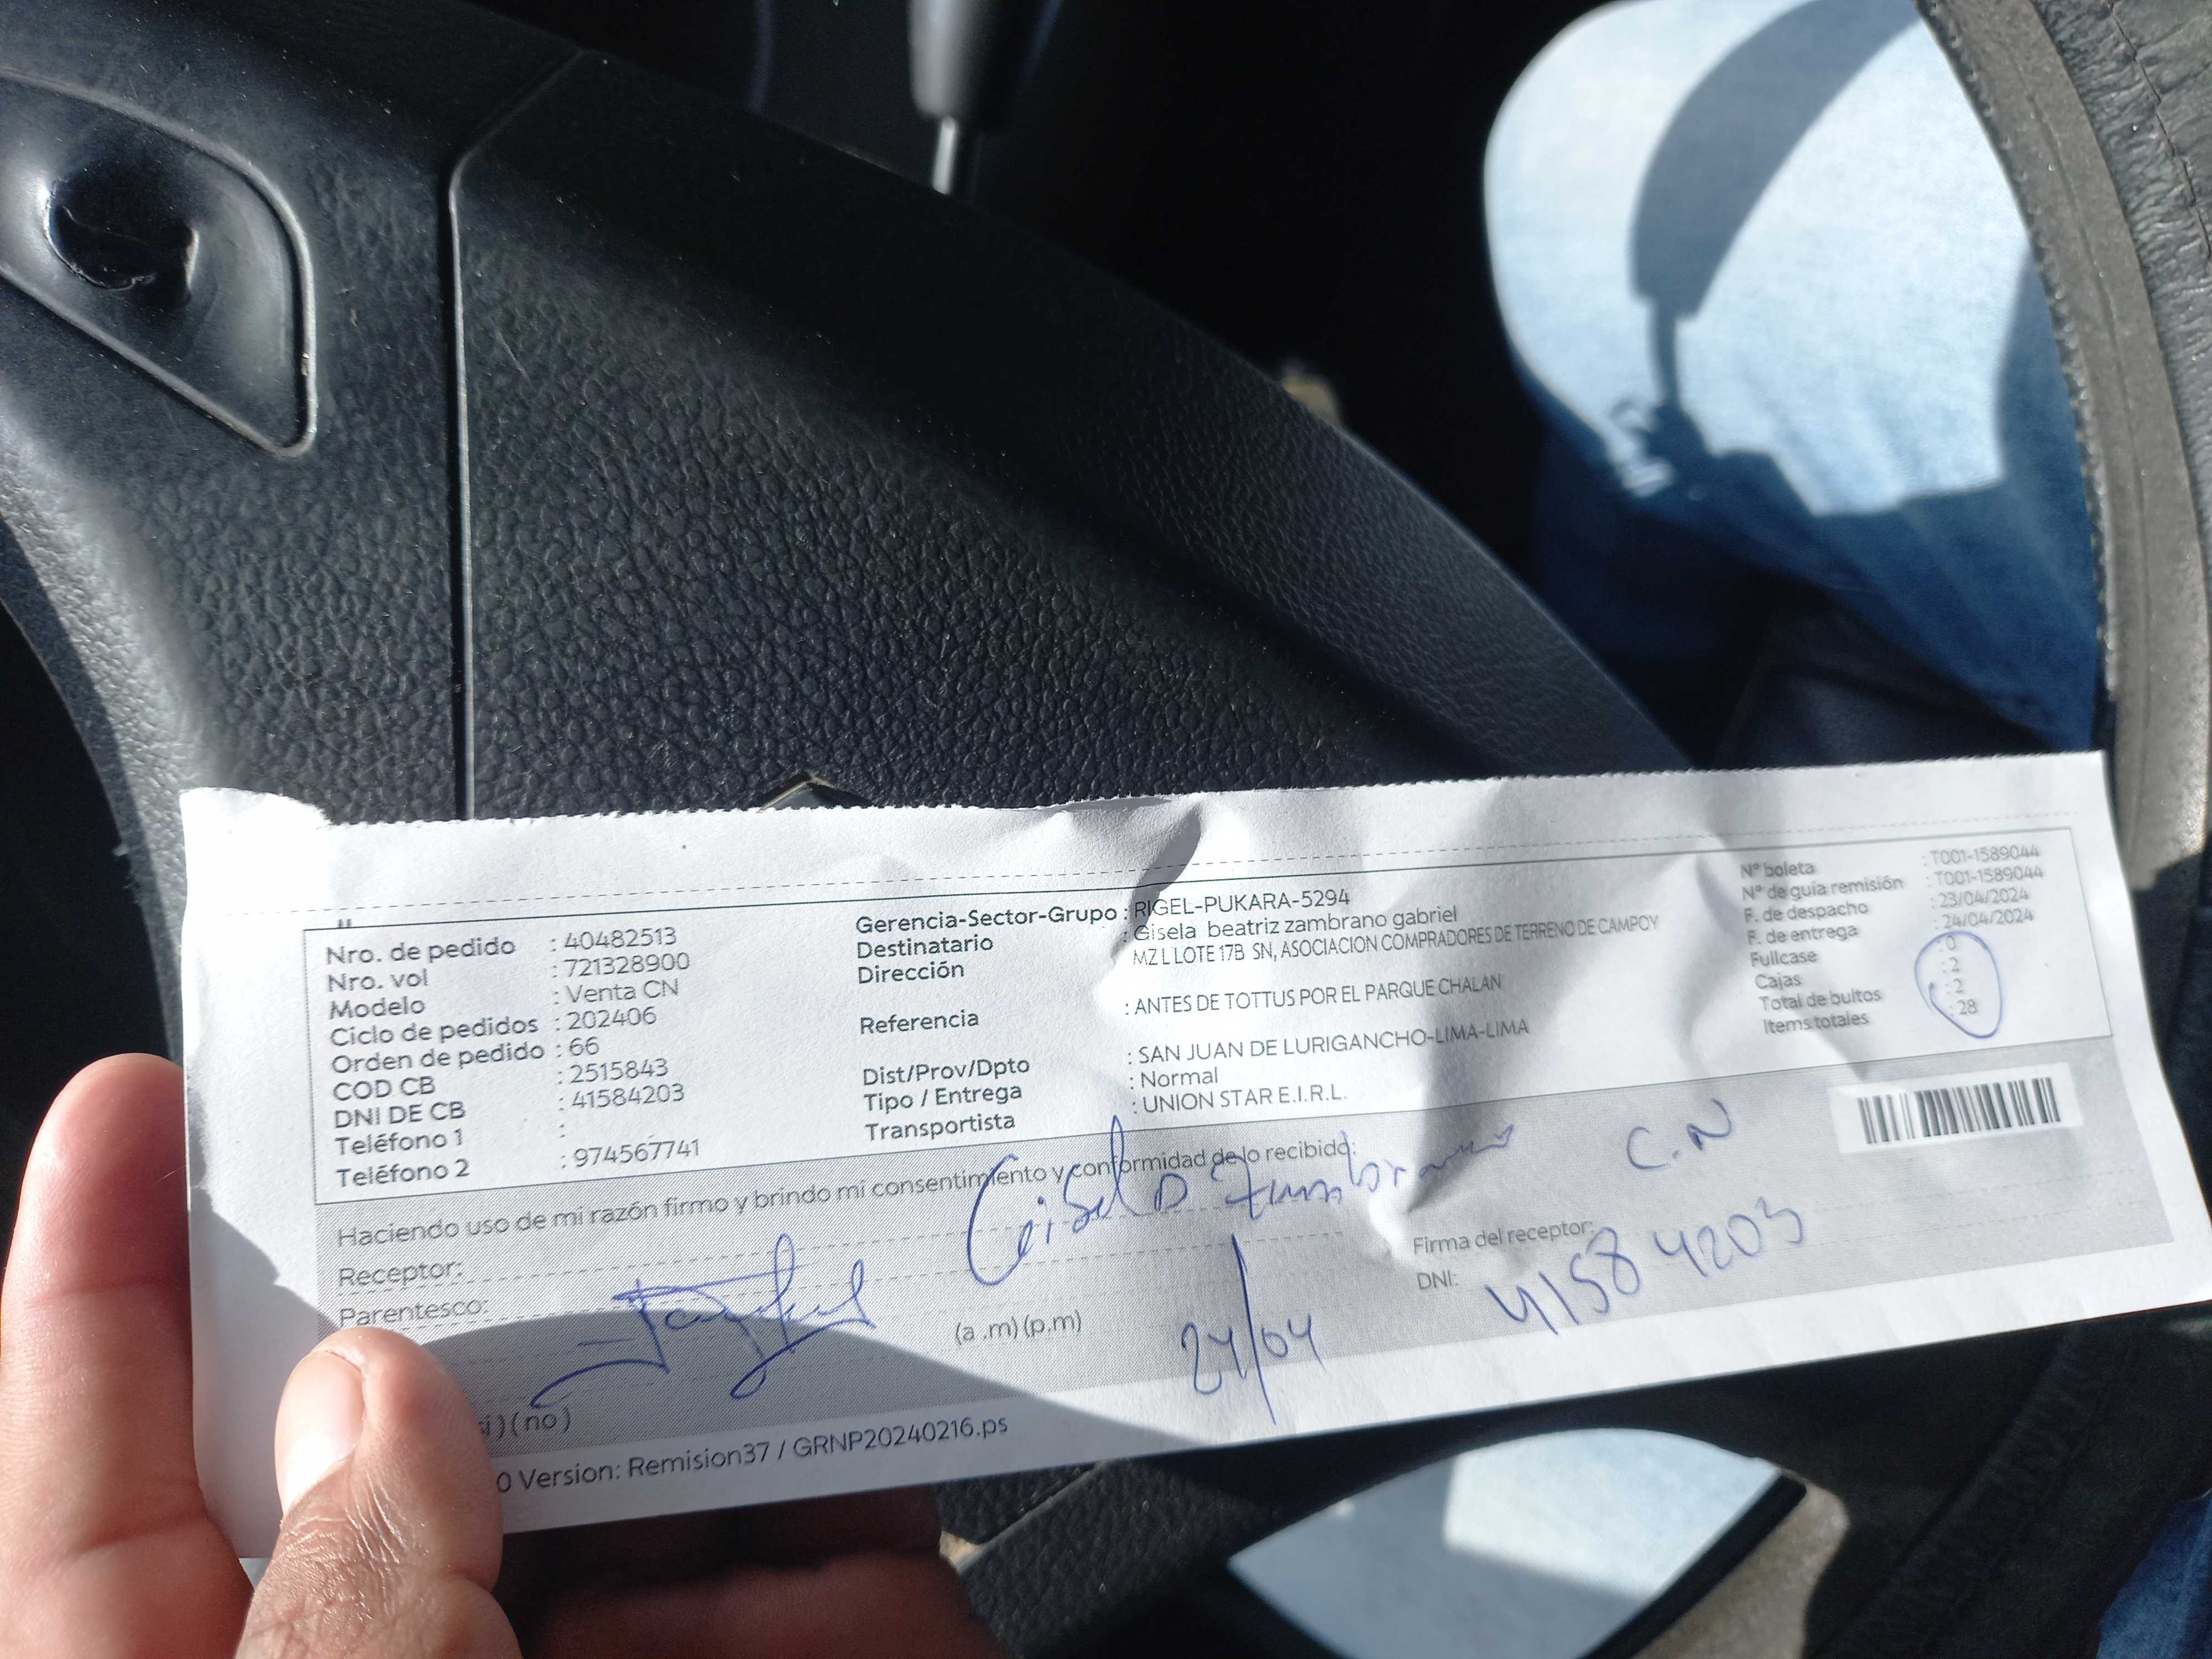 Nro. de pedido : 40482513
Nro. vol : 721328900
Modelo : Venta CN
Ciclo de pedidos : 202406
Orden de pedido : 66
COD CB : 2515843
DNI DE CB : 41584203
Teléfono 1 :
Teléfono 2 : 974567741
Gerencia-Sector-Grupo : RIGEL-PUKARA-5294
Destinatario : Gisela beatriz zambrano gabriel
Dirección MZ L LOTE 17B SN, ASOCIACION COMPRADORES DE TERRENO DE CAMPOY
Referencia : ANTES DE TOTTUS POR EL PARQUE CHALAN
Dist/Prov/Dpto : SAN JUAN DE LURIGANCHO-LIMA-LIMA
Tipo / Entrega : Normal
Transportista : UNION STAR E.I.R.L.
Nº boleta : T001-1589044
Nº de guía remisión : T001-1589044
F. de despacho : 23/04/2024
F. de entrega : 24/04/2024
Fullcase : 0
Cajas : 2
Total de bultos : 2
Items totales : 28
Haciendo uso de mi razón firmo y brindo mi consentimiento y conformidad de lo recibido:
C.N
Receptor:
Firma del receptor:
Parentesco:
(a .m) (p.m)
24/04
DNI: 41584203
) ( no )
0 Version: Remision37 / GRNP20240216.ps